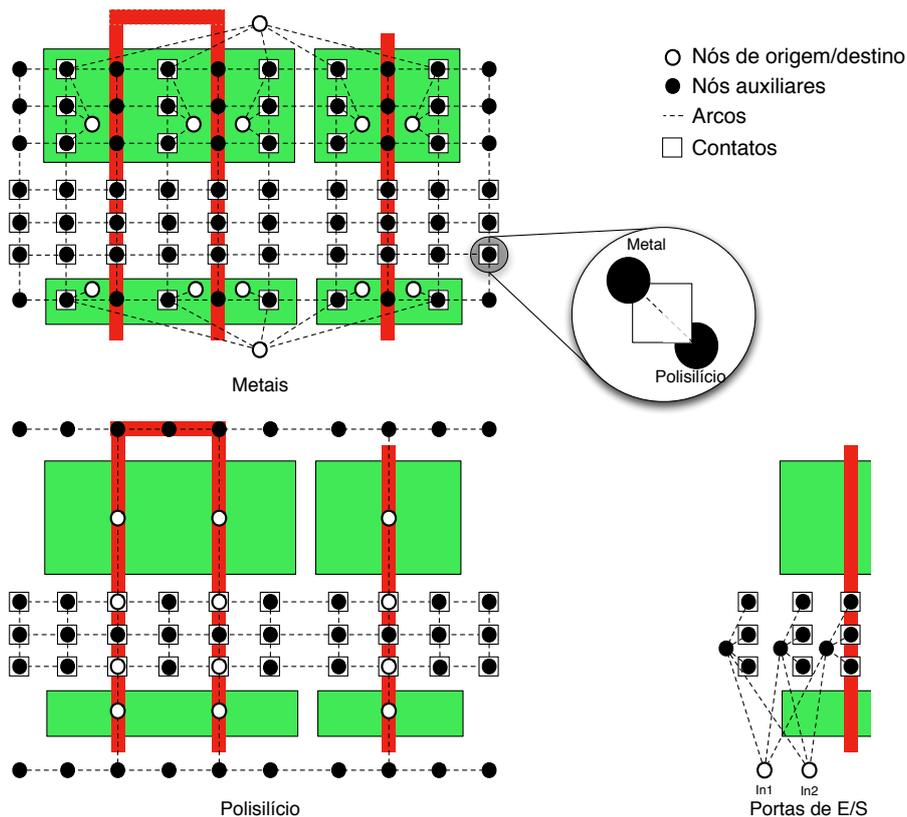 Nós de origem/destino
Nós auxiliares
Arcos
Contatos
Metal
Polisilício
Metais
Polisilício
In1 In2
Portas de E/S